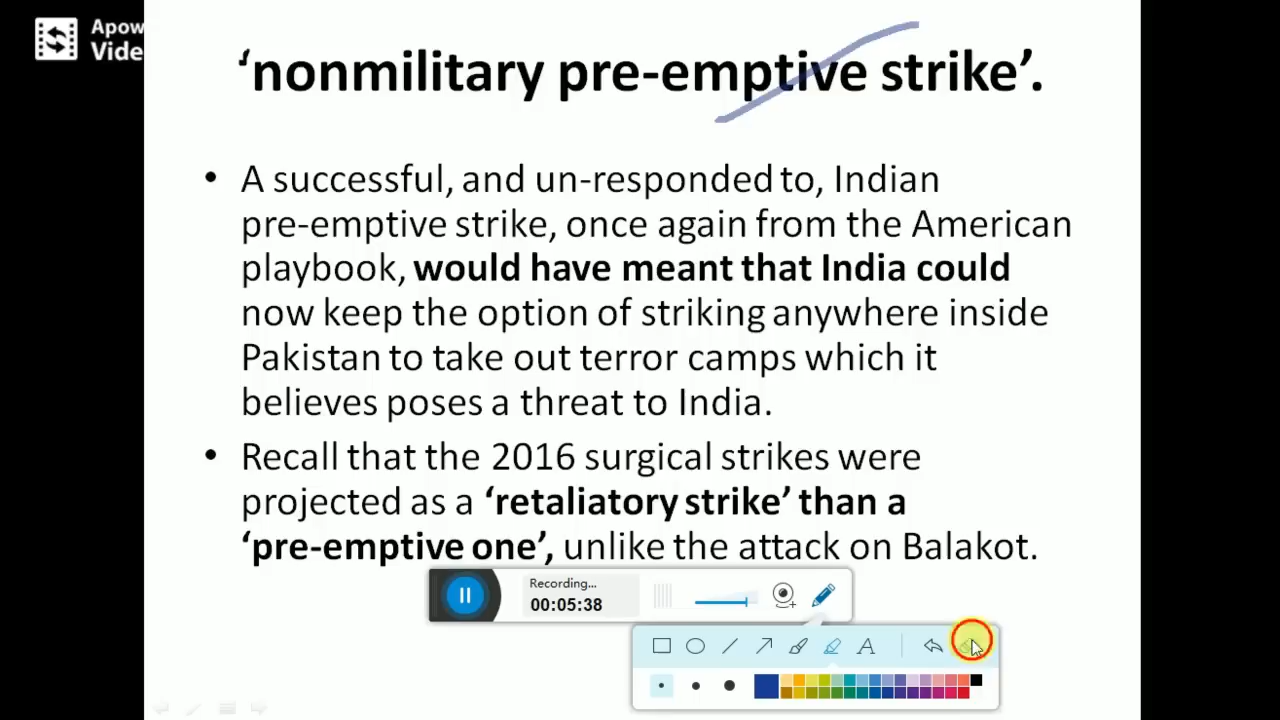 Apow
Vide
‘nonmilitary pre-emptive strike’.
• A successful, and un-responded to, Indian
pre-emptive strike, once again from the American
playbook, would have meant that India could
now keep the option of striking anywhere inside
Pakistan to take out terror camps which it
believes poses a threat to India.
• Recall that the 2016 surgical strikes were
projected as a ‘retaliatory strike’ than a
‘pre-emptive one’, unlike the attack on Balakot.
Recording...
00:05:38
A